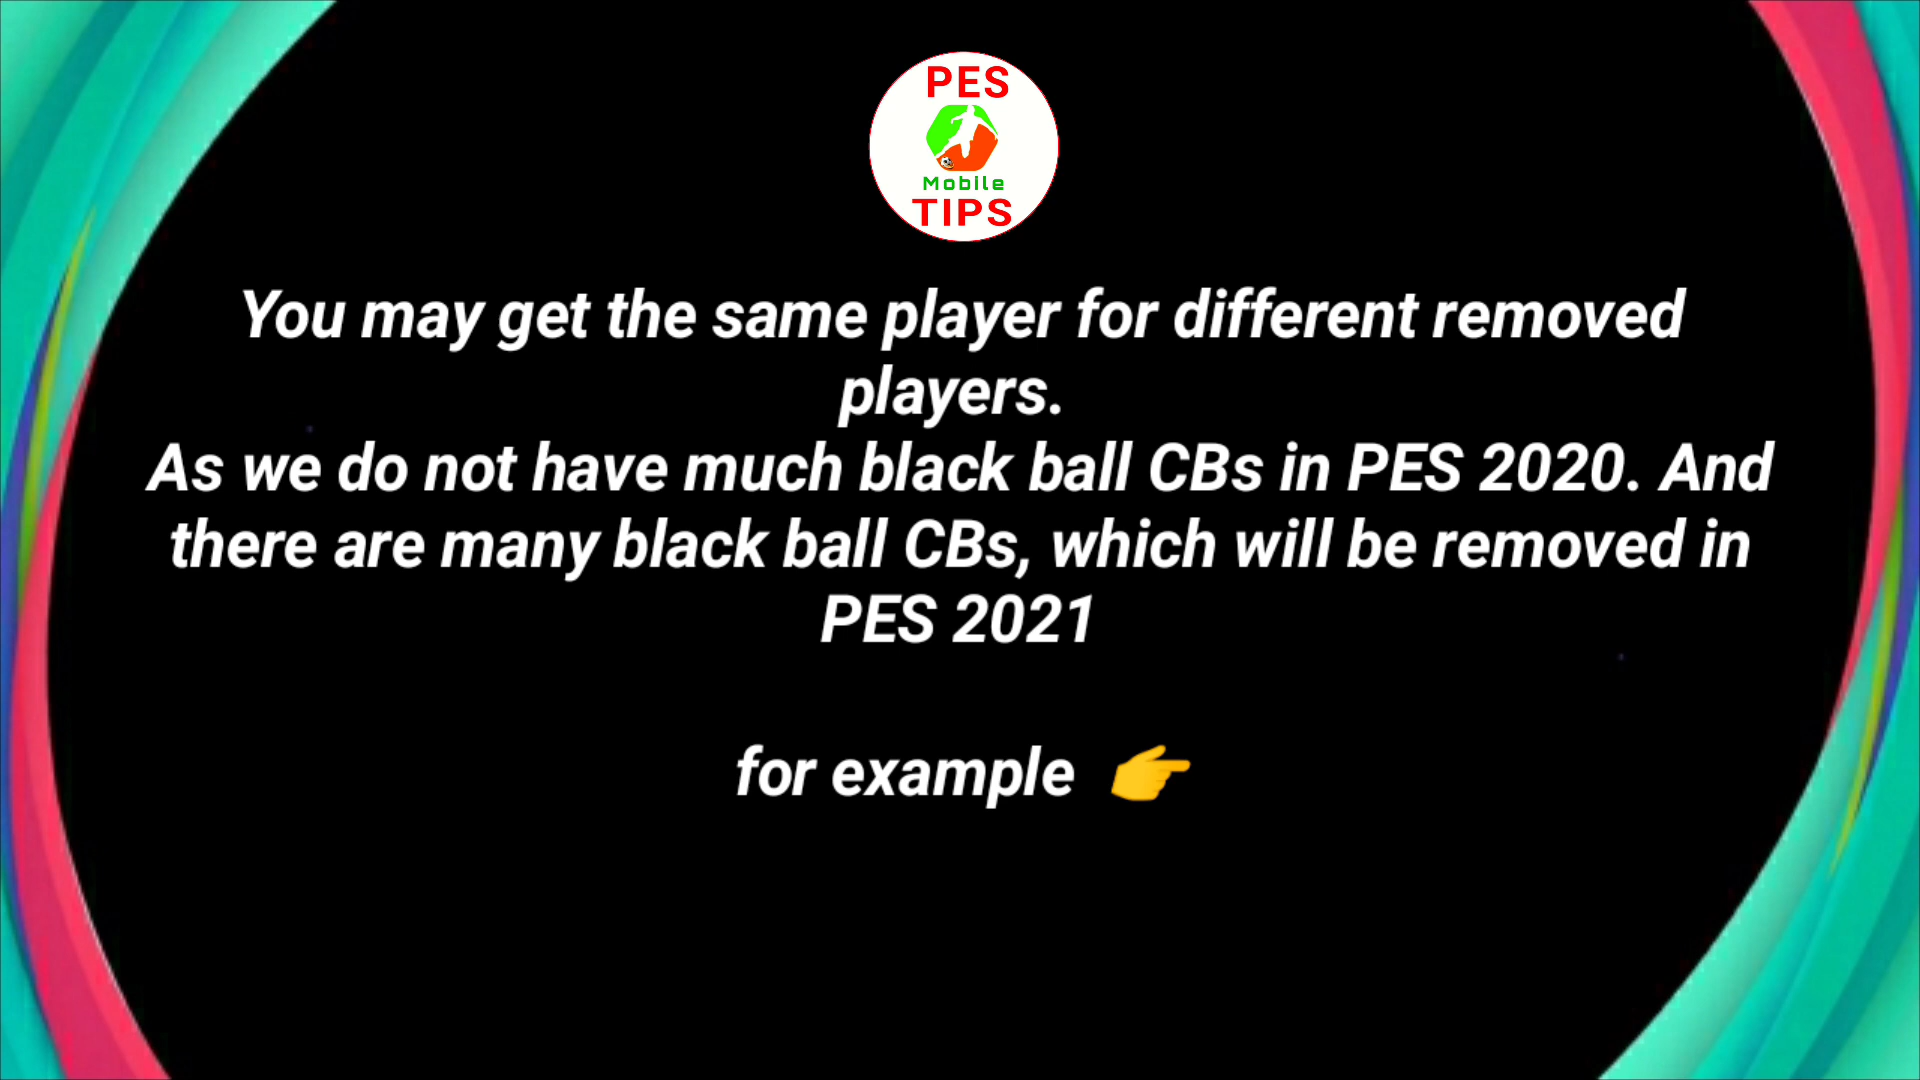 PES
Mobile
TIPS
You may get the same player for different removed
players.
As we do not have much black ball CBs in PES 2020. And
there are many black ball CBs, which will be removed in
PES 2021
for example 👉